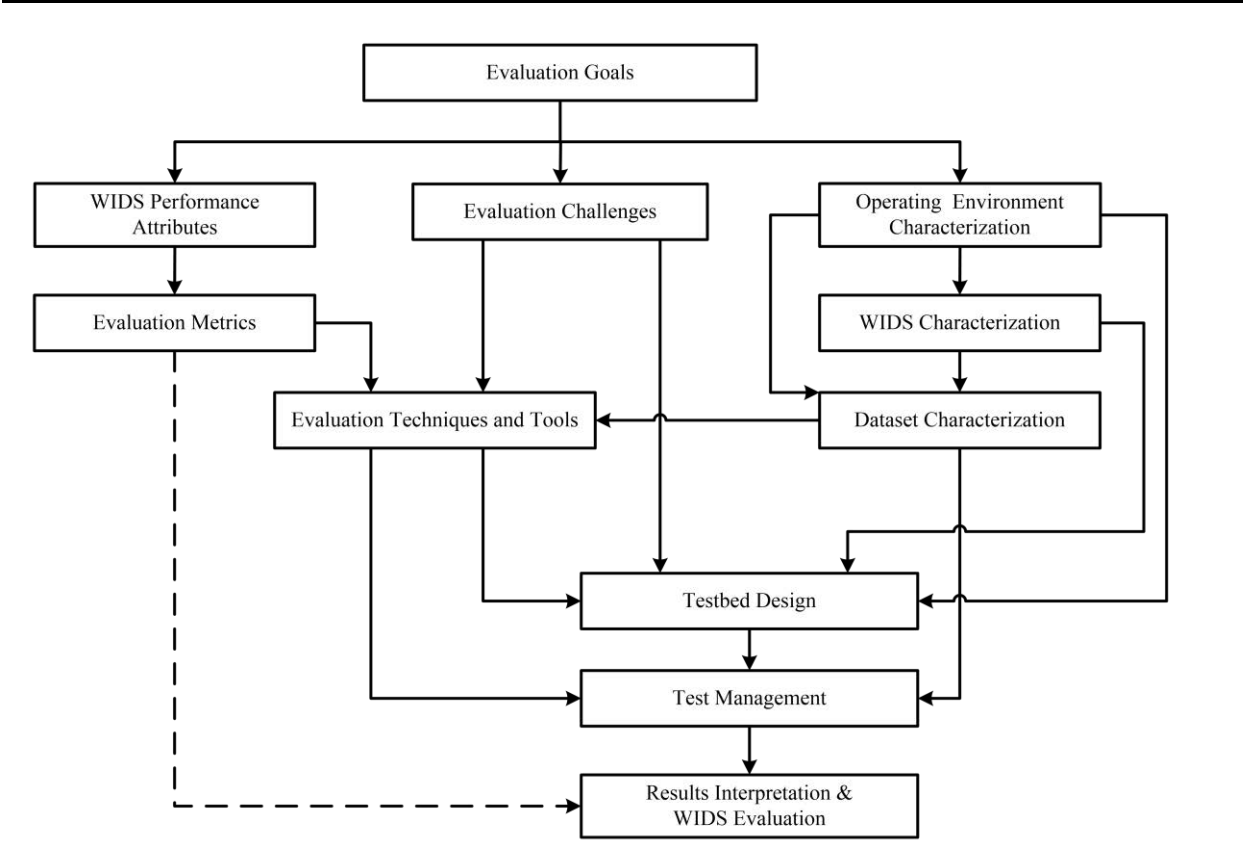 Evaluation Goals
WIDS Performance
Attributes
Evaluation Challenges
Operating Environment
Characterization
Evaluation Metrics
WIDS Characterization
Evaluation Techniques and Tools
Dataset Characterization
Testbed Design
Test Management
Results Interpretation &
WIDS Evaluation